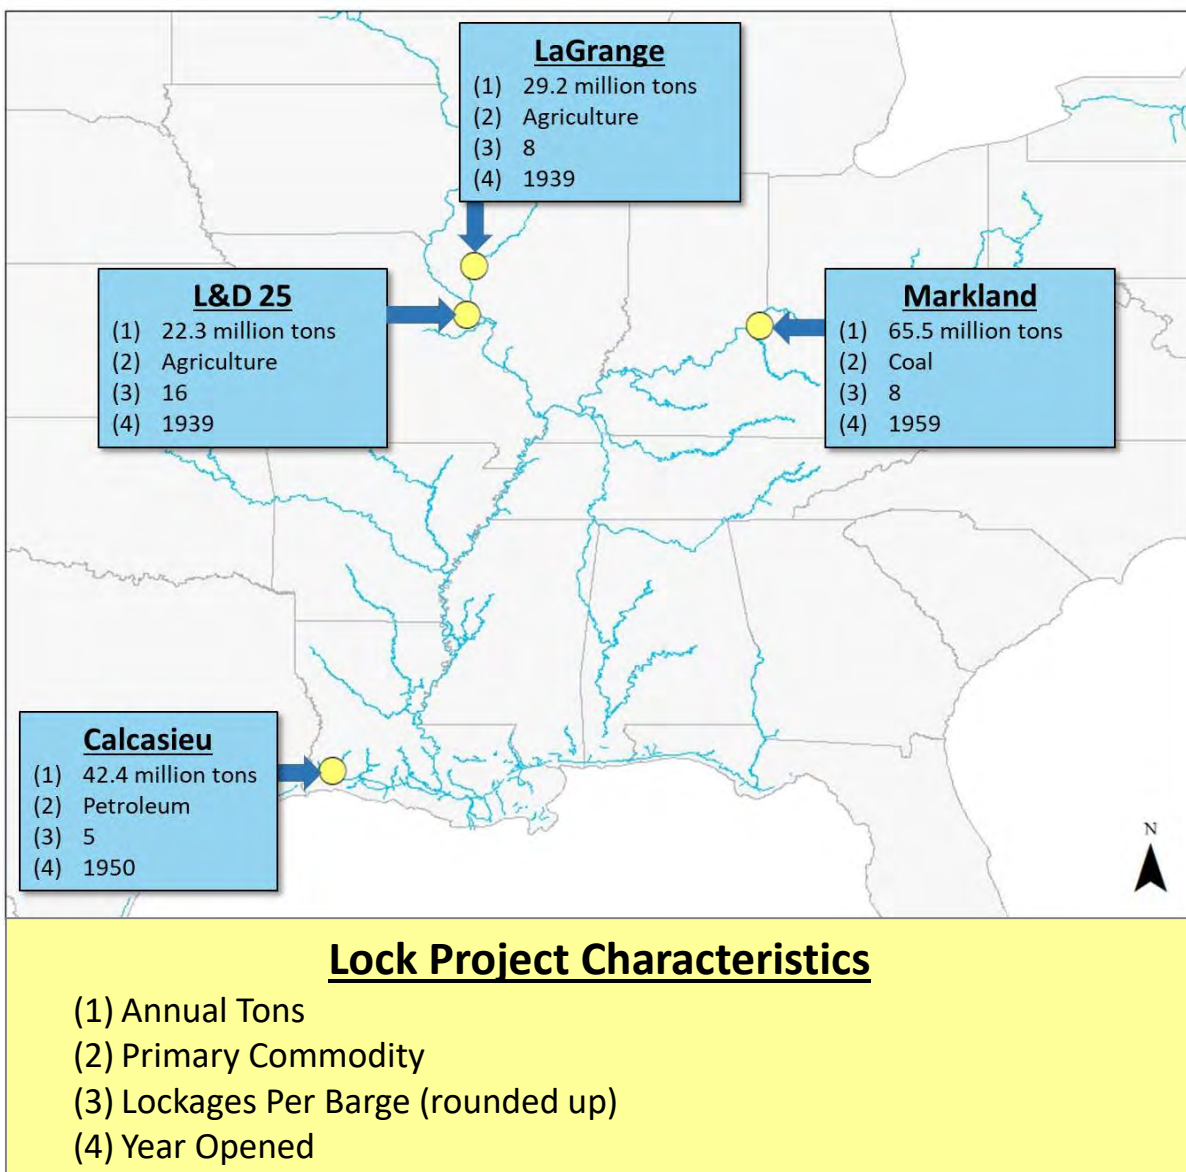 LaGrange
(1) 29.2 million tons
(2) Agriculture
(3) 8
(4) 1939
L&D 25
(1) 22.3 million tons
(2) Agriculture
(3) 16
(4) 1939
Markland
(1) 65.5 million tons
(2) Coal
(3) 8
(4) 1959
Calcasieu
(1) 42.4 million tons
(2) Petroleum
(3) 5
(4) 1950
N
Lock Project Characteristics
(1) Annual Tons
(2) Primary Commodity
(3) Lockages Per Barge (rounded up)
(4) Year Opened